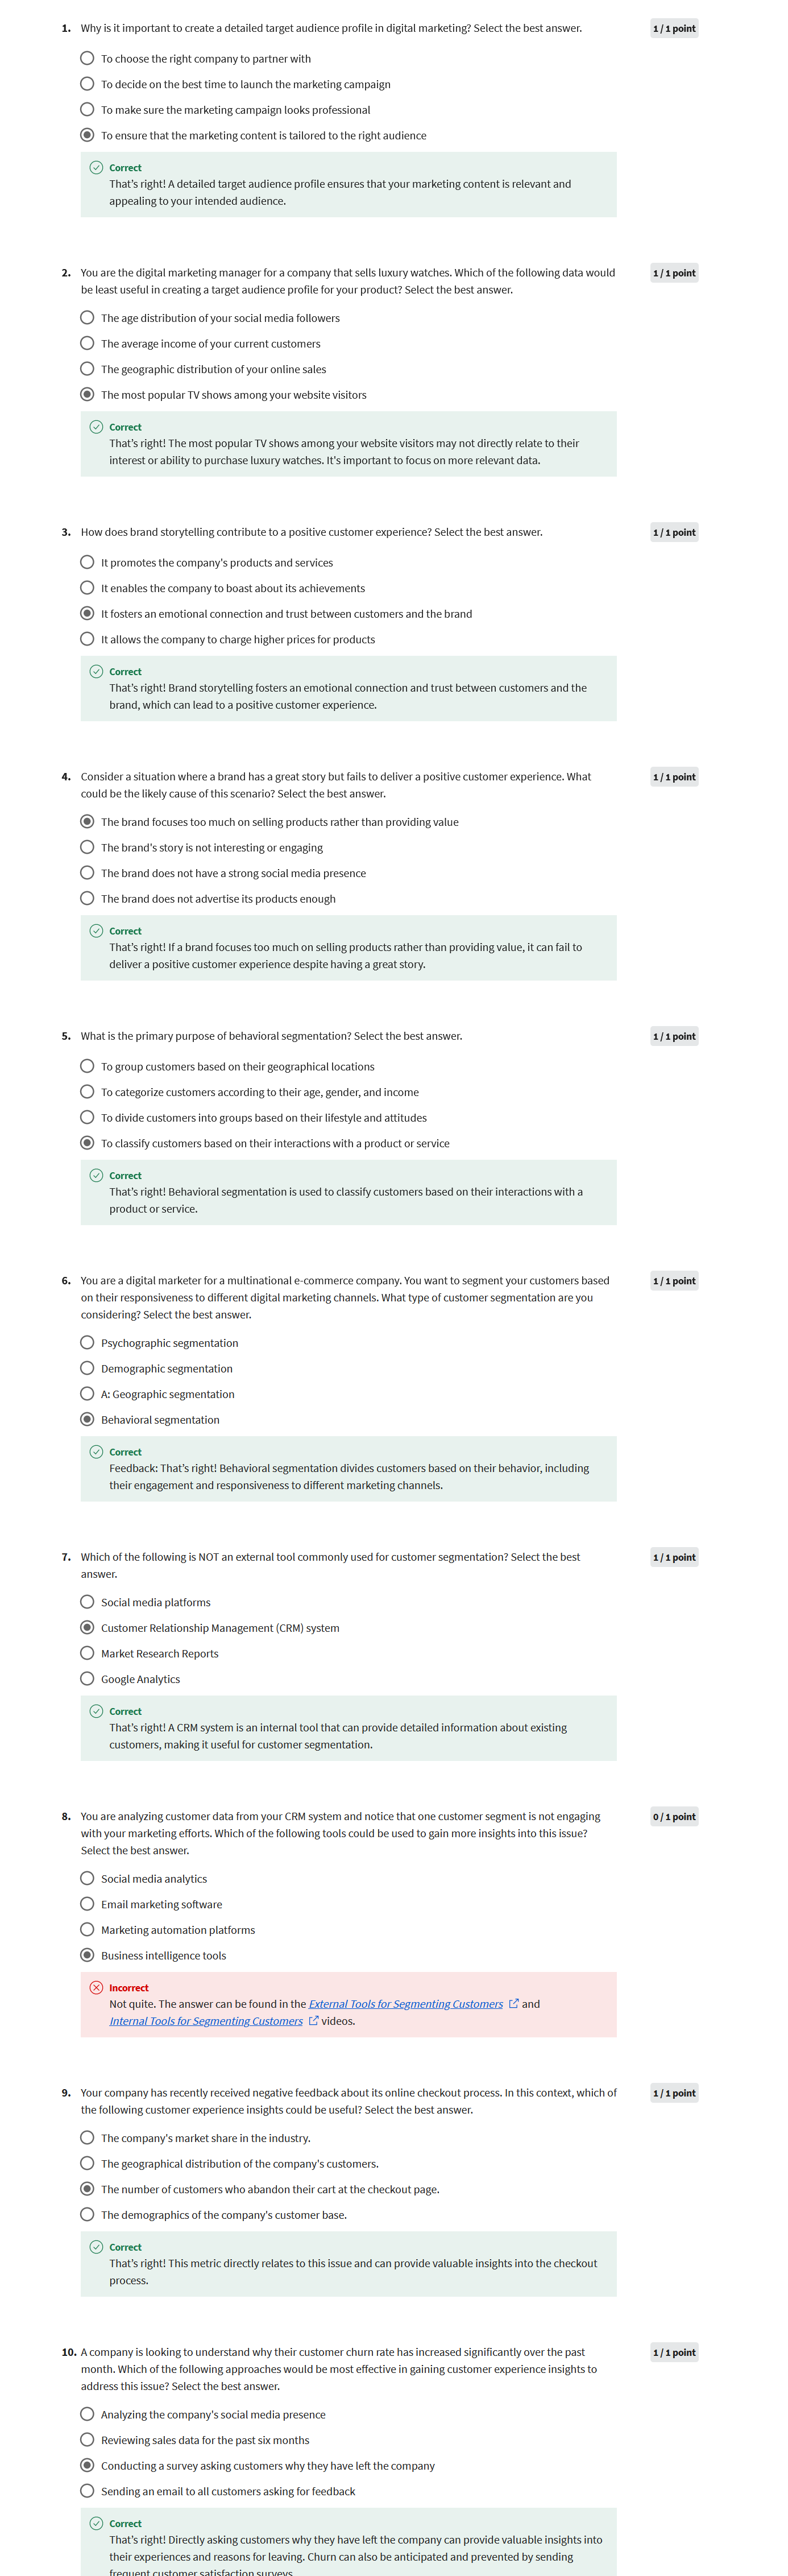 1. Why is it important to create a detailed target audience profile in digital marketing? Select the best answer. 1 / 1 point
To choose the right company to partner with
To decide on the best time to launch the marketing campaign
To make sure the marketing campaign looks professional
To ensure that the marketing content is tailored to the right audience
Correct
That's right! A detailed target audience profile ensures that your marketing content is relevant and
appealing to your intended audience.
2. You are the digital marketing manager for a company that sells luxury watches. Which of the following data would 1 / 1 point
be least useful in creating a target audience profile for your product? Select the best answer.
The age distribution of your social media followers
The average income of your current customers
The geographic distribution of your online sales
The most popular TV shows among your website visitors
Correct
That's right! The most popular TV shows among your website visitors may not directly relate to their
interest or ability to purchase luxury watches. It's important to focus on more relevant data.
3. How does brand storytelling contribute to a positive customer experience? Select the best answer. 1 / 1 point
It promotes the company's products and services
It enables the company to boast about its achievements
It fosters an emotional connection and trust between customers and the brand
It allows the company to charge higher prices for products
Correct
That's right! Brand storytelling fosters an emotional connection and trust between customers and the
brand, which can lead to a positive customer experience.
4. Consider a situation where a brand has a great story but fails to deliver a positive customer experience. What 1 / 1 point
could be the likely cause of this scenario? Select the best answer.
The brand focuses too much on selling products rather than providing value
The brand's story is not interesting or engaging
The brand does not have a strong social media presence
The brand does not advertise its products enough
Correct
That's right! If a brand focuses too much on selling products rather than providing value, it can fail to
deliver a positive customer experience despite having a great story.
5. What is the primary purpose of behavioral segmentation? Select the best answer. 1 / 1 point
To group customers based on their geographical locations
To categorize customers according to their age, gender, and income
To divide customers into groups based on their lifestyle and attitudes
To classify customers based on their interactions with a product or service
Correct
That's right! Behavioral segmentation is used to classify customers based on their interactions with a
product or service.
6. You are a digital marketer for a multinational e-commerce company. You want to segment your customers based 1 / 1 point
on their responsiveness to different digital marketing channels. What type of customer segmentation are you
considering? Select the best answer.
Psychographic segmentation
Demographic segmentation
A: Geographic segmentation
Behavioral segmentation
Correct
Feedback: That's right! Behavioral segmentation divides customers based on their behavior, including
their engagement and responsiveness to different marketing channels.
7. Which of the following is NOT an external tool commonly used for customer segmentation? Select the best 1 / 1 point
answer.
Social media platforms
Customer Relationship Management (CRM) system
Market Research Reports
Google Analytics
Correct
That's right! A CRM system is an internal tool that can provide detailed information about existing
customers, making it useful for customer segmentation.
8. You are analyzing customer data from your CRM system and notice that one customer segment is not engaging 0 / 1 point
with your marketing efforts. Which of the following tools could be used to gain more insights into this issue?
Select the best answer.
Social media analytics
Email marketing software
Marketing automation platforms
Business intelligence tools
Incorrect
Not quite. The answer can be found in the External Tools for Segmenting Customers and
Internal Tools for Segmenting Customers videos.
9. Your company has recently received negative feedback about its online checkout process. In this context, which of 1 / 1 point
the following customer experience insights could be useful? Select the best answer.
The company's market share in the industry.
The geographical distribution of the company's customers.
The number of customers who abandon their cart at the checkout page.
The demographics of the company's customer base.
Correct
That's right! This metric directly relates to this issue and can provide valuable insights into the checkout
process.
10. A company is looking to understand why their customer churn rate has increased significantly over the past 1 / 1 point
month. Which of the following approaches would be most effective in gaining customer experience insights to
address this issue? Select the best answer.
Analyzing the company's social media presence
Reviewing sales data for the past six months
Conducting a survey asking customers why they have left the company
Sending an email to all customers asking for feedback
Correct
That's right! Directly asking customers why they have left the company can provide valuable insights into
their experiences and reasons for leaving. Churn can also be anticipated and prevented by sending
frequent customer satisfaction surveys.